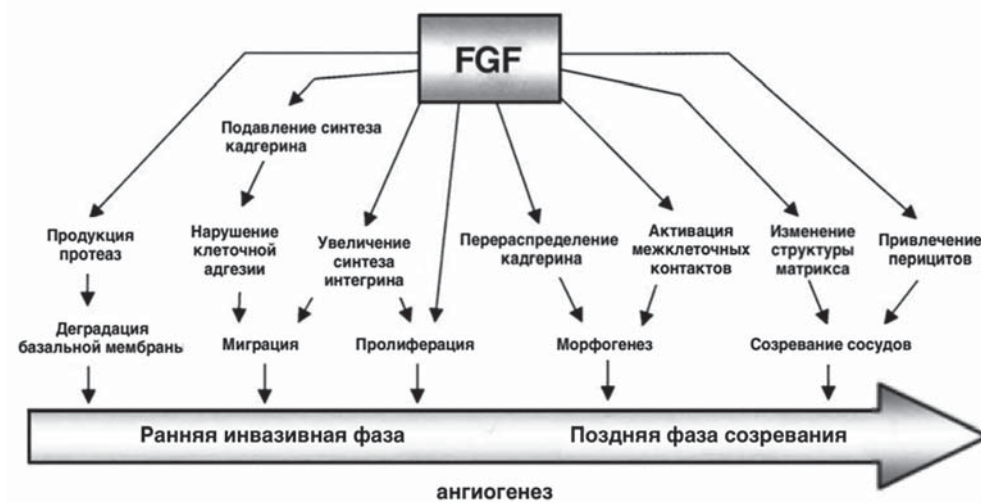 FGF
Подавление синтеза
кадгерина
Продукция
протеаз
Нарушение
клеточной
адгезии
Увеличение
синтеза
интегрина
Перераспределение
кадгерина
Активация
межклеточных
контактов
Изменение
структуры
матрикса
Привлечение
перицитов
Деградация
базальной мембраны
Миграция
Пролиферация
Морфогенез
Созревание сосудов
Ранняя инвазивная фаза
Поздняя фаза созревания
ангиогенез